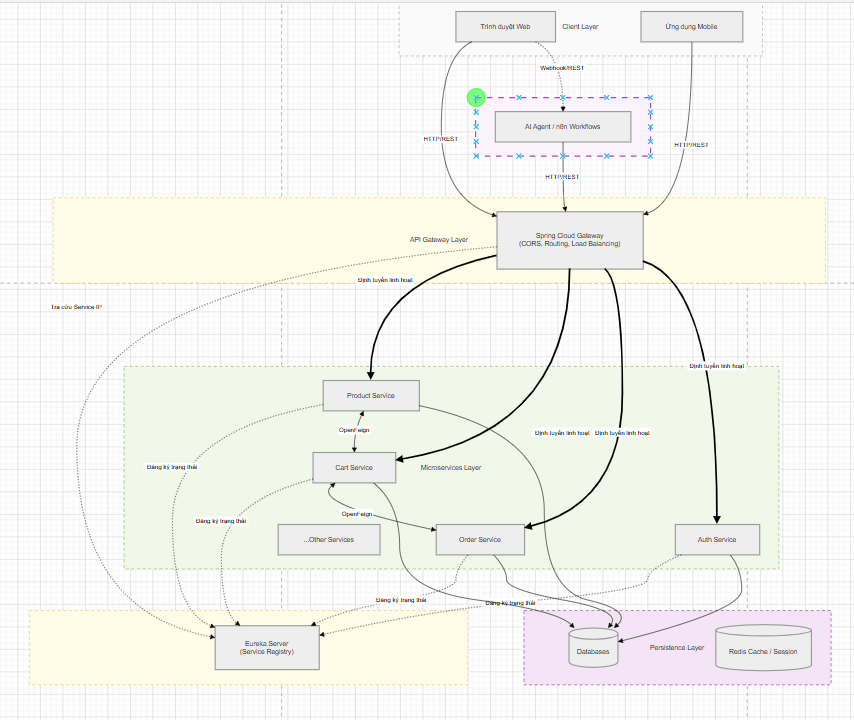 Trình duyệt Web
Client Layer
Ứng dụng Mobile
Webhook/REST
AI Agent / n8n Workflows
HTTP/REST
HTTP/REST
HTTP/REST
API Gateway Layer
Spring Cloud Gateway
(CORS, Routing, Load Balancing)
Định tuyến linh hoạt
Tra cứu Service IP
Định tuyến linh hoạt
Product Service
OpenFeign
Định tuyến linh hoạt
Định tuyến linh hoạt
Đăng ký trạng thái
Cart Service
Microservices Layer
OpenFeign
Đăng ký trạng thái
...Other Services
Order Service
Auth Service
Đăng ký trạng thái
Đăng ký trạng thái
Eureka Server
(Service Registry)
Databases
Persistence Layer
Redis Cache / Session